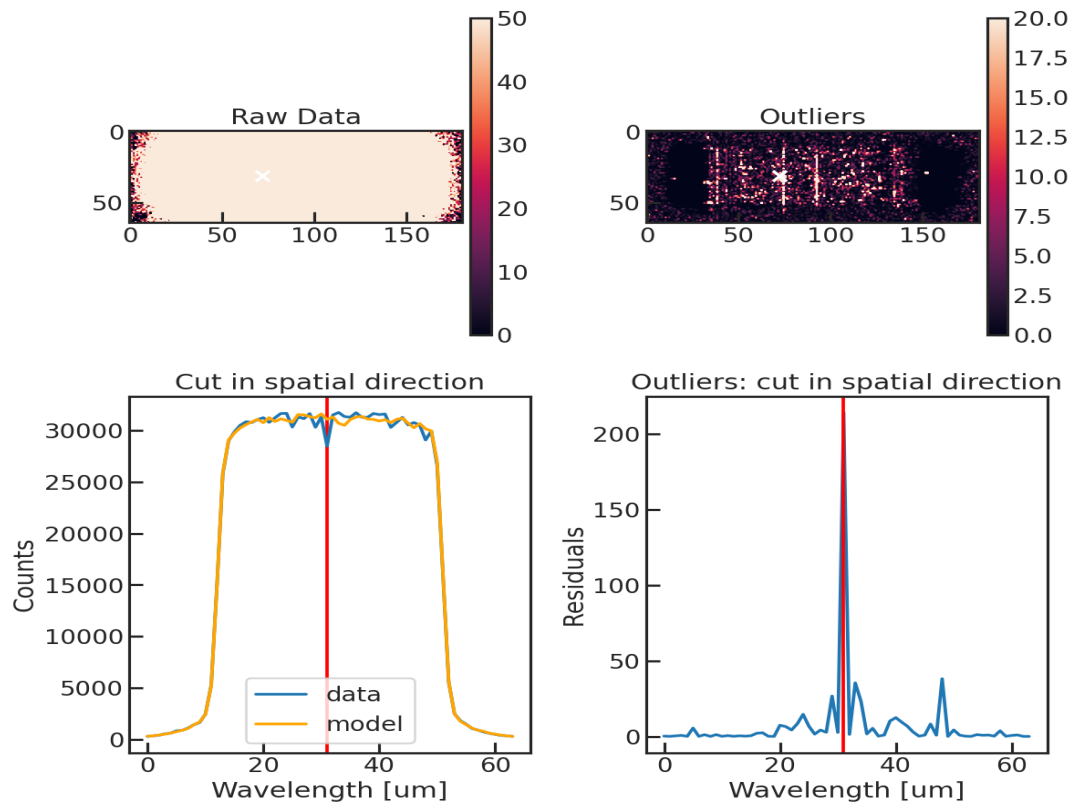 Raw Data
0
50
0 50 100 150
50
40
30
20
10
0
Outliers
0
50
0 50 100 150
20.0
17.5
15.0
12.5
10.0
7.5
5.0
2.5
0.0
Cut in spatial direction
Counts
30000
25000
20000
15000
10000
5000
0
data
model
0 20 40 60
Wavelength [um]
Outliers: cut in spatial direction
Residuals
200
150
100
50
0
0 20 40 60
Wavelength [um]